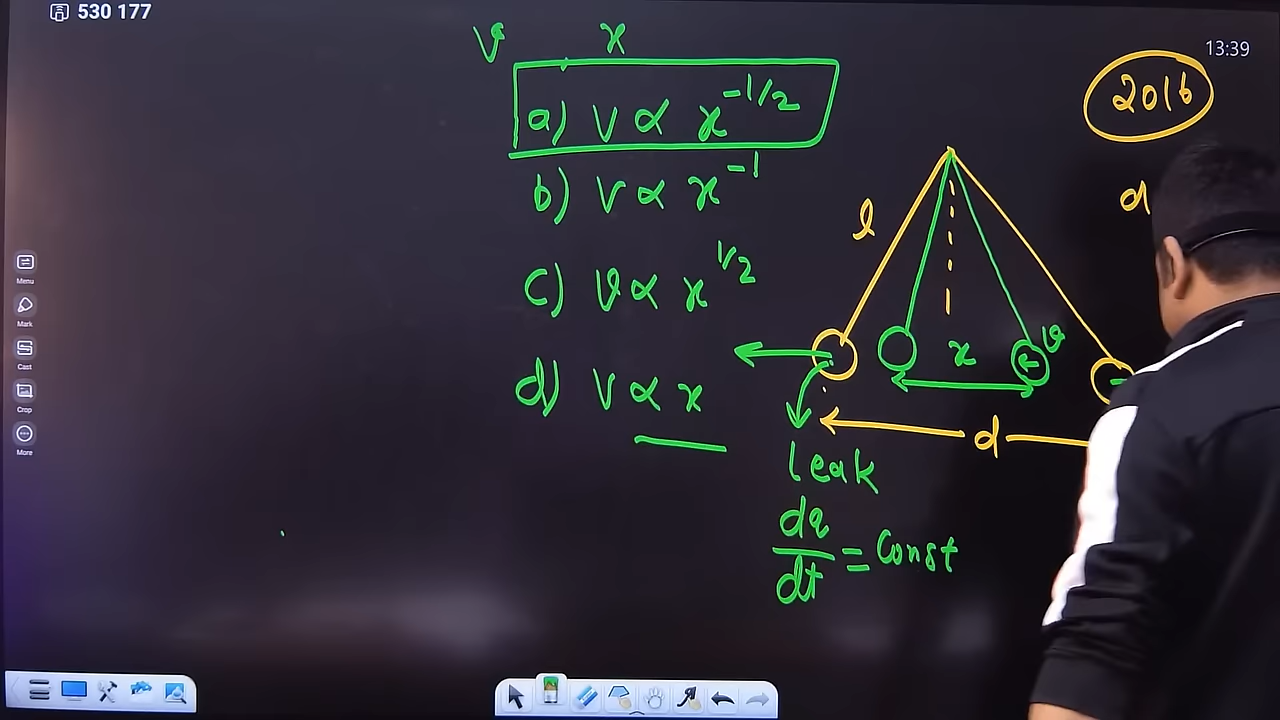 530 177
13:39
v x
a) V ∝ x^-1/2
b) V ∝ x^-1
c) v ∝ x^1/2
d) V ∝ x
2016
d
l
x
v
d
leak
dq/dt = Const
Menu
Mark
Cast
Crop
More